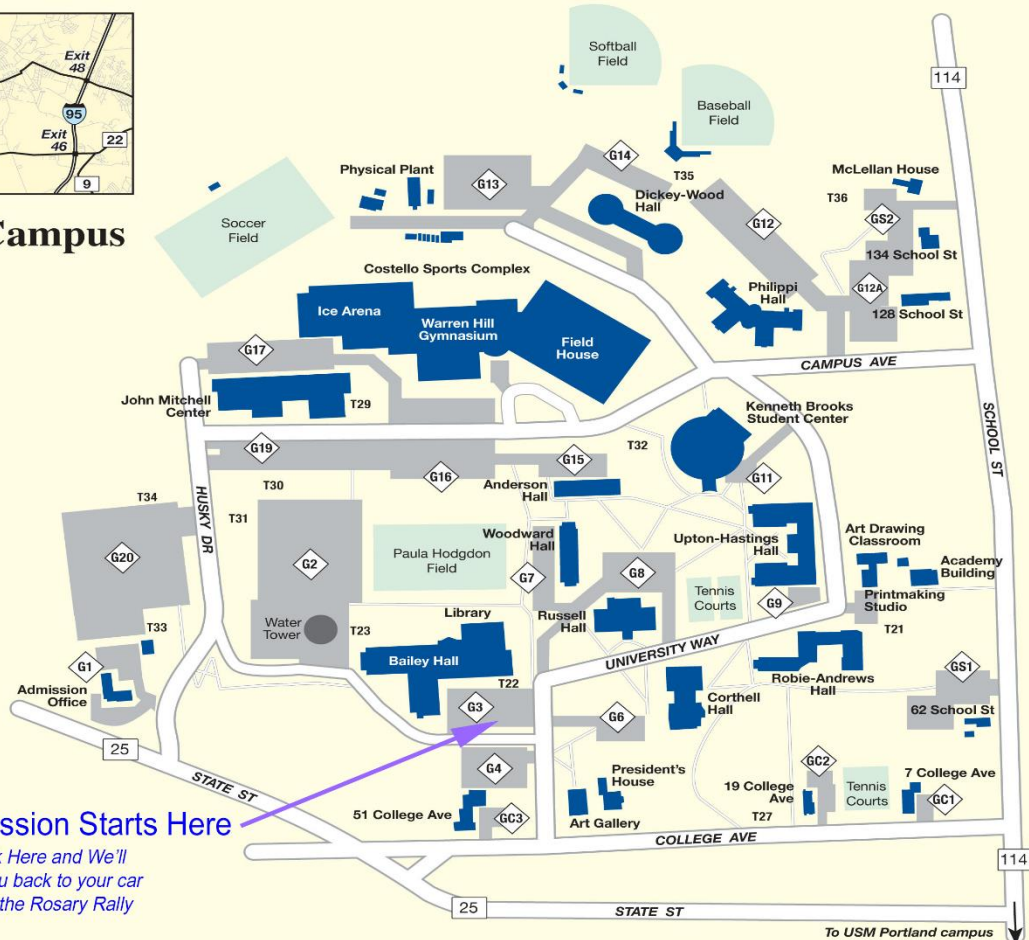 Exit
48
95
Exit
46
22
9
Campus
Softball
Field
Baseball
Field
114
Physical Plant
G13
G14
T35
Dickey-Wood
Hall
McLellan House
T36
GS2
G12
134 School St
Soccer
Field
Costello Sports Complex
Ice Arena
Warren Hill
Gymnasium
Field
House
Philippi
Hall
G12A
128 School St
CAMPUS AVE
SCHOOL ST
G17
John Mitchell
Center
T29
Kenneth Brooks
Student Center
G19
G16
G15
T32
G11
T30
Anderson
Hall
T34
T31
HUSKY DR
G20
G2
Paula Hodgdon
Field
Woodward
Hall
G7
G8
Upton-Hastings
Hall
Art Drawing
Classroom
Academy
Building
Tennis
Courts
G9
Printmaking
Studio
T21
Water
Tower
T23
Library
Russell
Hall
UNIVERSITY WAY
T33
G1
Admission
Office
Bailey Hall
T22
G3
G6
Corthell
Hall
Robie-Andrews
Hall
GS1
62 School St
25
STATE ST
G4
51 College Ave
GC3
President's
House
Art Gallery
19 College
Ave
GC2
T27
Tennis
Courts
7 College Ave
GC1
COLLEGE AVE
ssion Starts Here
Here and We'll
u back to your car
the Rosary Rally
114
25
STATE ST
To USM Portland campus